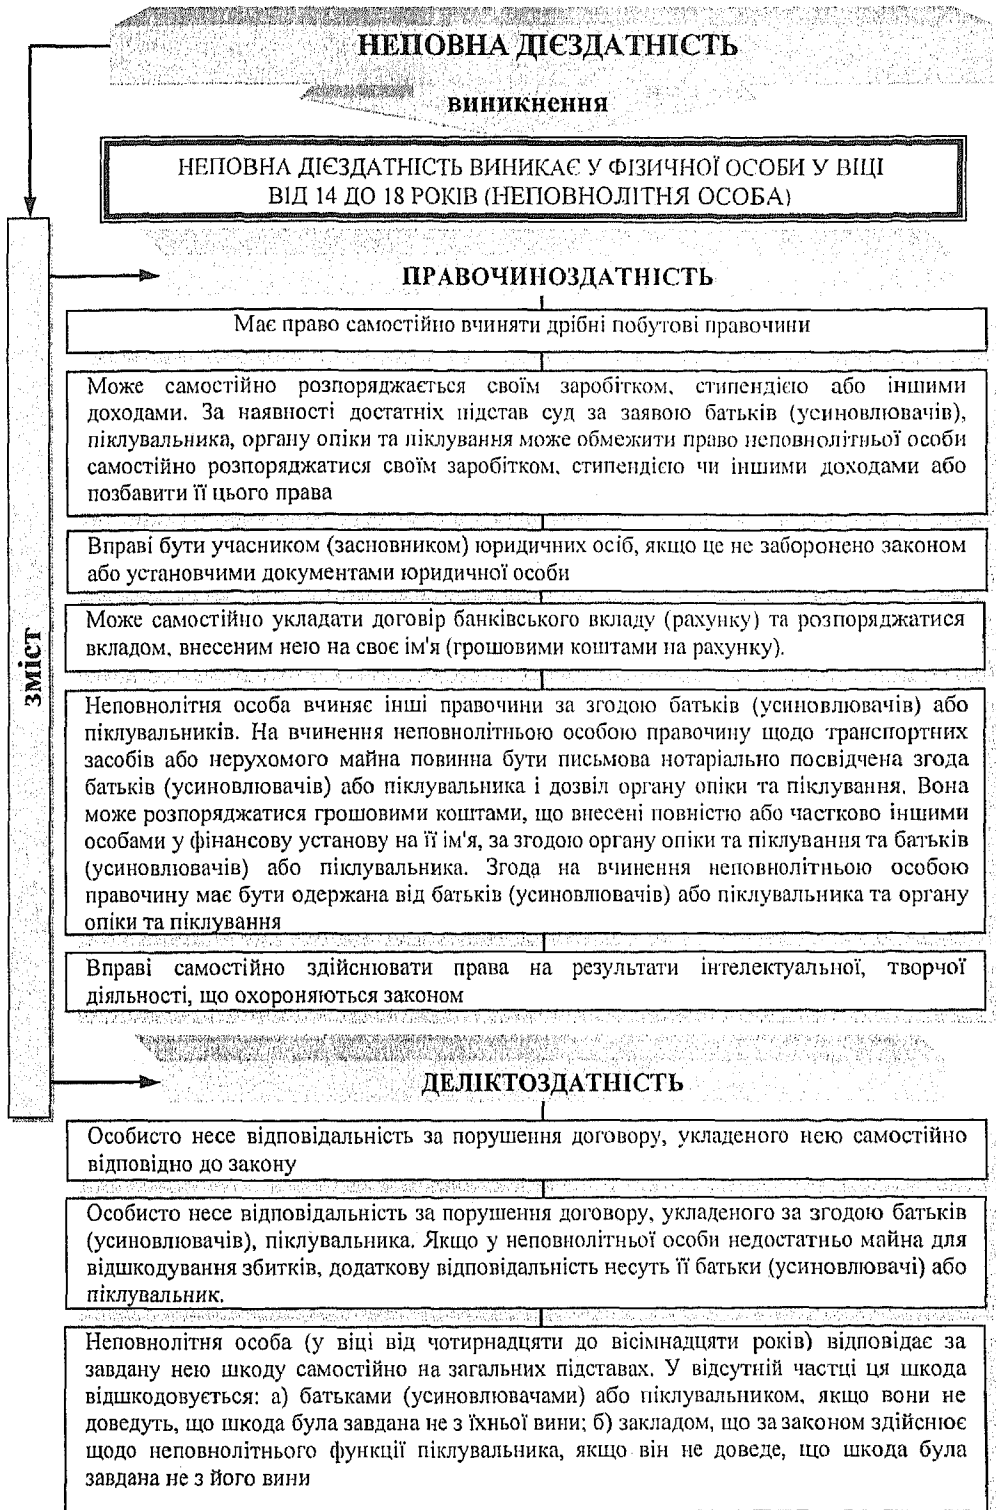 НЕПОВНА ДІЄЗДАТНІСТЬ
виникнення
НЕПОВНА ДІЄЗДАТНІСТЬ ВИНИКАЄ У ФІЗИЧНОЇ ОСОБИ У ВІЦІ
ВІД 14 ДО 18 РОКІВ (НЕПОВНОЛІТНЯ ОСОБА)
зміст
ПРАВОЧИНОЗДАТНІСТЬ
Має право самостійно вчиняти дрібні побутові правочини
Може самостійно розпоряджається своїм заробітком, стипендією або іншими
доходами. За наявності достатніх підстав суд за заявою батьків (усиновлювачів),
піклувальника, органу опіки та піклування може обмежити право неповнолітньої особи
самостійно розпоряджатися своїм заробітком, стипендією чи іншими доходами або
позбавити її цього права
Вправі бути учасником (засновником) юридичних осіб, якщо це не заборонено законом
або установчими документами юридичної особи
Може самостійно укладати договір банківського вкладу (рахунку) та розпоряджатися
вкладом, внесеним нею на своє ім'я (грошовими коштами на рахунку).
Неповнолітня особа вчиняє інші правочини за згодою батьків (усиновлювачів) або
піклувальників. На вчинення неповнолітньою особою правочину щодо транспортних
засобів або нерухомого майна повинна бути письмова нотаріально посвідчена згода
батьків (усиновлювачів) або піклувальника і дозвіл органу опіки та піклування. Вона
може розпоряджатися грошовими коштами, що внесені повністю або частково іншими
особами у фінансову установу на її ім'я, за згодою органу опіки та піклування та батьків
(усиновлювачів) або піклувальника. Згода на вчинення неповнолітньою особою
правочину має бути одержана від батьків (усиновлювачів) або піклувальника та органу
опіки та піклування
Вправі самостійно здійснювати права на результати інтелектуальної, творчої
діяльності, що охороняються законом
ДЕЛІКТОЗДАТНІСТЬ
Особисто несе відповідальність за порушення договору, укладеного нею самостійно
відповідно до закону
Особисто несе відповідальність за порушення договору, укладеного за згодою батьків
(усиновлювачів), піклувальника. Якщо у неповнолітньої особи недостатньо майна для
відшкодування збитків, додаткову відповідальність несуть її батьки (усиновлювачі) або
піклувальник.
Неповнолітня особа (у віці від чотирнадцяти до вісімнадцяти років) відповідає за
завдану нею шкоду самостійно на загальних підставах. У відсутній частці ця шкода
відшкодовується: а) батьками (усиновлювачами) або піклувальником, якщо вони не
доведуть, що шкода була завдана не з їхньої вини; б) закладом, що за законом здійснює
щодо неповнолітнього функції піклувальника, якщо він не доведе, що шкода була
завдана не з його вини